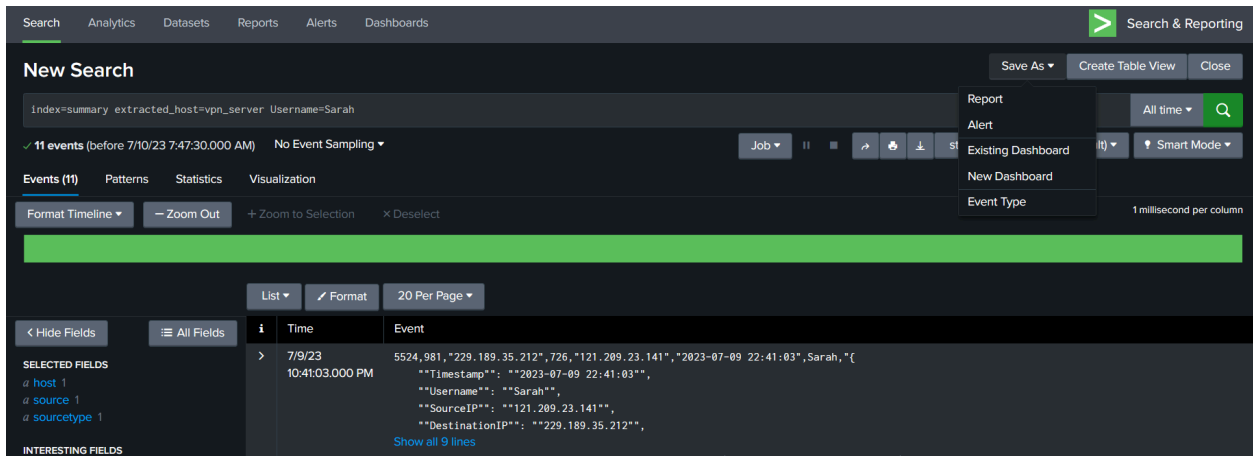 Search Analytics Datasets Reports Alerts Dashboards Search & Reporting
New Search
Save As Create Table View Close
Report
Alert
Existing Dashboard
New Dashboard
Event Type
index=summary extracted_host=vpn_server Username=Sarah
All time
11 events (before 7/10/23 7:47:30.000 AM) No Event Sampling
Job Smart Mode
Events (11) Patterns Statistics Visualization
Format Timeline — Zoom Out + Zoom to Selection × Deselect
1 millisecond per column
List Format 20 Per Page
< Hide Fields All Fields
i Time Event
SELECTED FIELDS
a host 1
a source 1
a sourcetype 1
INTERESTING FIELDS
7/9/23
10:41:03.000 PM
5524,981,"229.189.35.212",726,"121.209.23.141","2023-07-09 22:41:03",Sarah,"{
""Timestamp"": ""2023-07-09 22:41:03"",
""Username"": ""Sarah"",
""SourceIP"": ""121.209.23.141"",
""DestinationIP"": ""229.189.35.212"",
Show all 9 lines